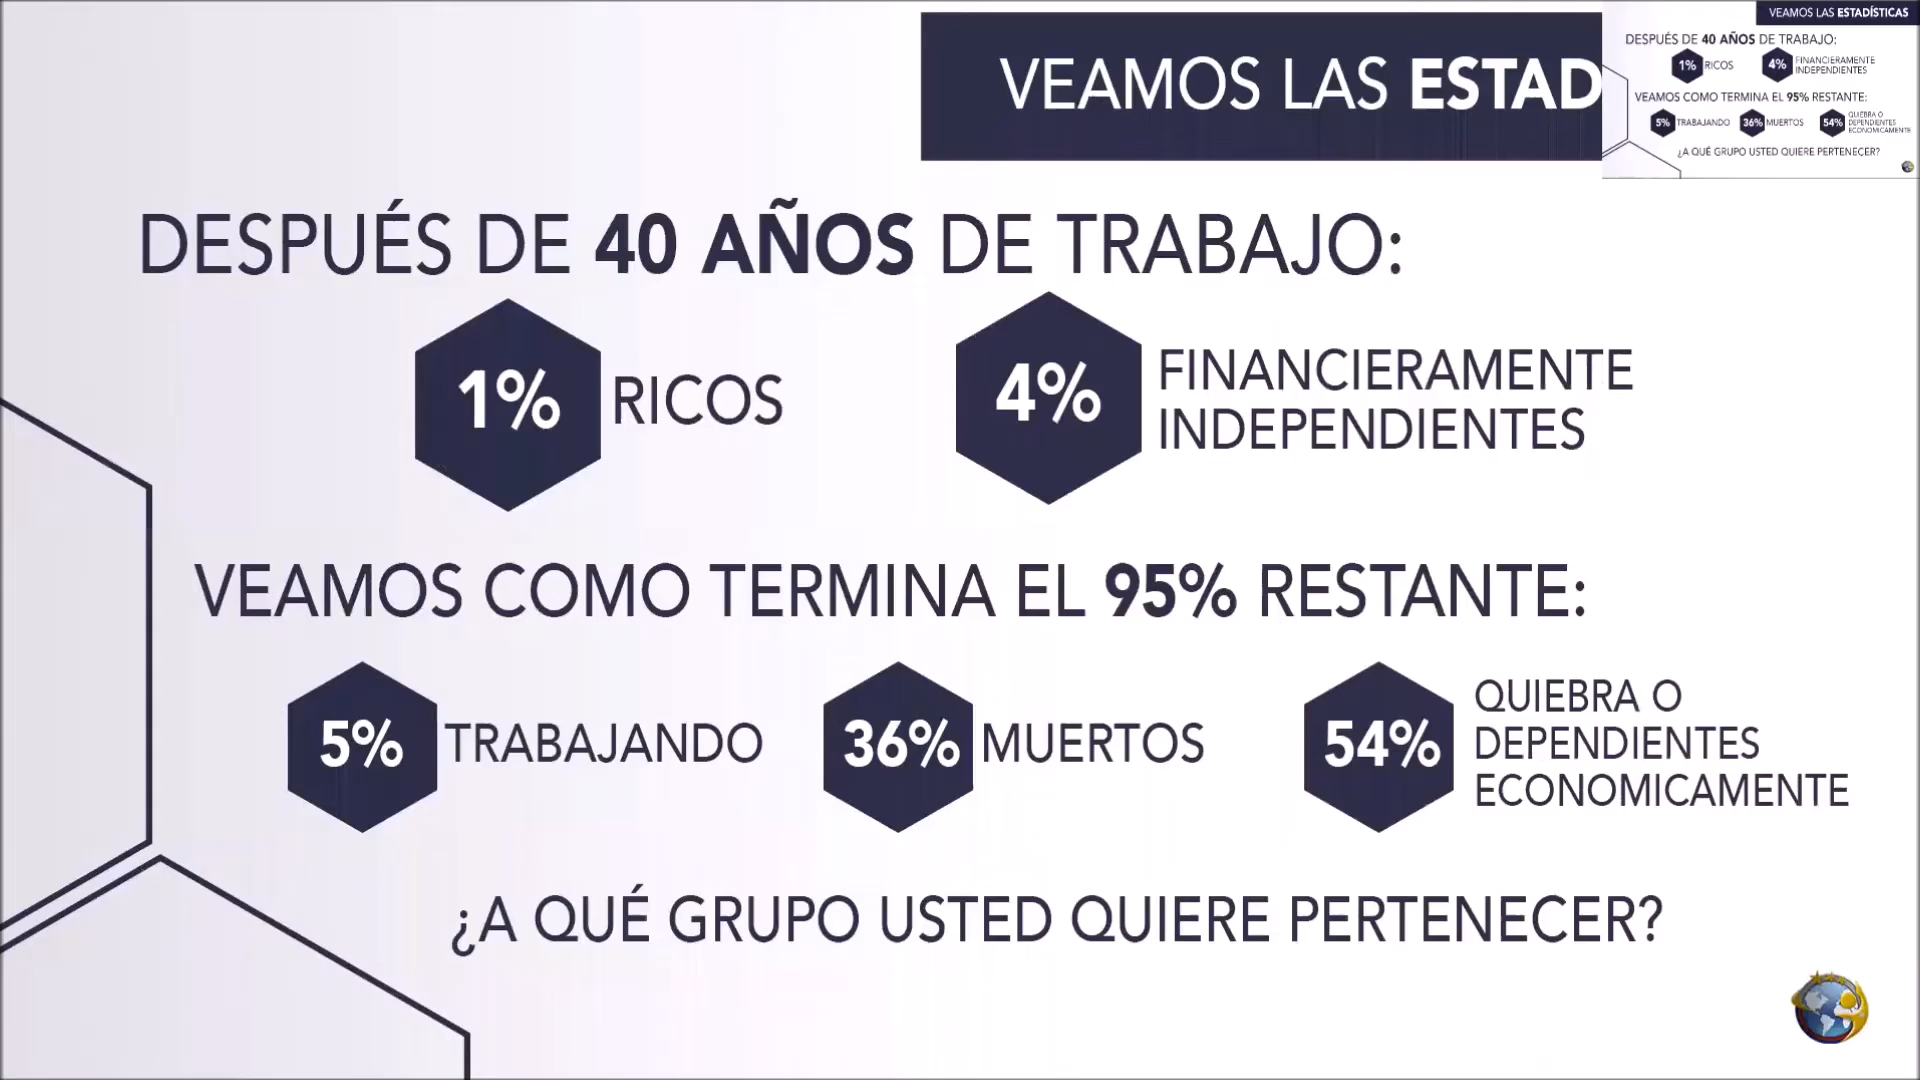 VEAMOS LAS ESTAD
DESPUÉS DE 40 AÑOS DE TRABAJO:
1% RICOS
4% FINANCIERAMENTE
INDEPENDIENTES
VEAMOS COMO TERMINA EL 95% RESTANTE:
5% TRABAJANDO
36% MUERTOS
54% QUIEBRA O
DEPENDIENTES
ECONOMICAMENTE
¿A QUÉ GRUPO USTED QUIERE PERTENECER?
VEAMOS LAS ESTADÍSTICAS
DESPUÉS DE 40 AÑOS DE TRABAJO:
1% RICOS
4% FINANCIERAMENTE
INDEPENDIENTES
VEAMOS COMO TERMINA EL 95% RESTANTE:
5% TRABAJANDO
36% MUERTOS
54% QUIEBRA O
DEPENDIENTES
ECONOMICAMENTE
¿A QUÉ GRUPO USTED QUIERE PERTENECER?